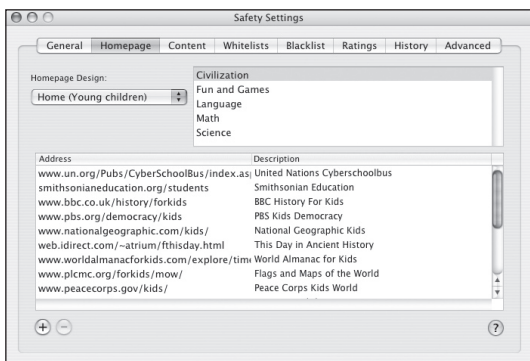 Safety Settings
General Homepage Content Whitelists Blacklist Ratings History Advanced
Homepage Design:
Home (Young children)
Civilization
Fun and Games
Language
Math
Science
Address Description
www.un.org/Pubs/CyberSchoolBus/index.as United Nations Cyberschoolbus
smithsonianeducation.org/students Smithsonian Education
www.bbc.co.uk/history/forkids BBC History For Kids
www.pbs.org/democracy/kids PBS Kids Democracy
www.nationalgeographic.com/kids/ National Geographic Kids
web.idirect.com/~atrium/fthisday.html This Day in Ancient History
www.worldalmanacforkids.com/explore/time World Almanac for Kids
www.plcmc.org/forkids/mow/ Flags and Maps of the World
www.peacecorps.gov/kids/ Peace Corps Kids World
+ − ?